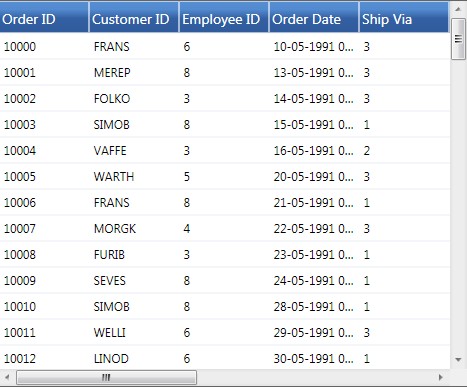 Order ID Customer ID Employee ID Order Date Ship Via
10000 FRANS 6 10-05-1991 0... 3
10001 MEREP 8 13-05-1991 0... 3
10002 FOLKO 3 14-05-1991 0... 3
10003 SIMOB 8 15-05-1991 0... 1
10004 VAFFE 3 16-05-1991 0... 2
10005 WARTH 5 20-05-1991 0... 3
10006 FRANS 8 21-05-1991 0... 1
10007 MORGK 4 22-05-1991 0... 3
10008 FURIB 3 23-05-1991 0... 1
10009 SEVES 8 24-05-1991 0... 1
10010 SIMOB 8 28-05-1991 0... 1
10011 WELLI 6 29-05-1991 0... 3
10012 LINOD 6 30-05-1991 0... 1